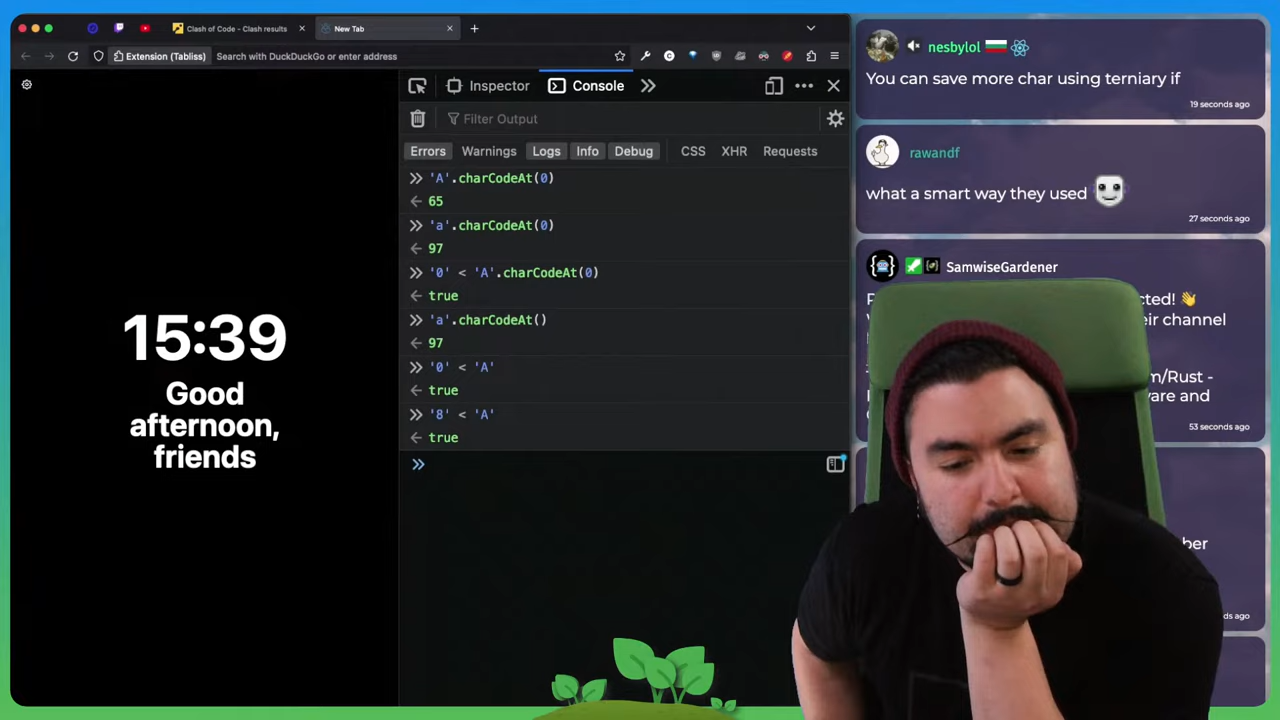 Clash of Code - Clash results
New Tab
Extension (Tabliss)
Search with DuckDuckGo or enter address
Inspector
Console
Filter Output
Errors
Warnings
Logs
Info
Debug
CSS
XHR
Requests
'A'.charCodeAt(0)
65
'a'.charCodeAt(0)
97
'0' < 'A'.charCodeAt(0)
true
'a'.charCodeAt()
97
'0' < 'A'
true
'8' < 'A'
true
15:39
Good
afternoon,
friends
nesbylol
You can save more char using terniary if
19 seconds ago
rawandf
what a smart way they used
27 seconds ago
SamwiseGardener
cted!
eir channel
m/Rust -
are and
53 seconds ago
ber
ds ago